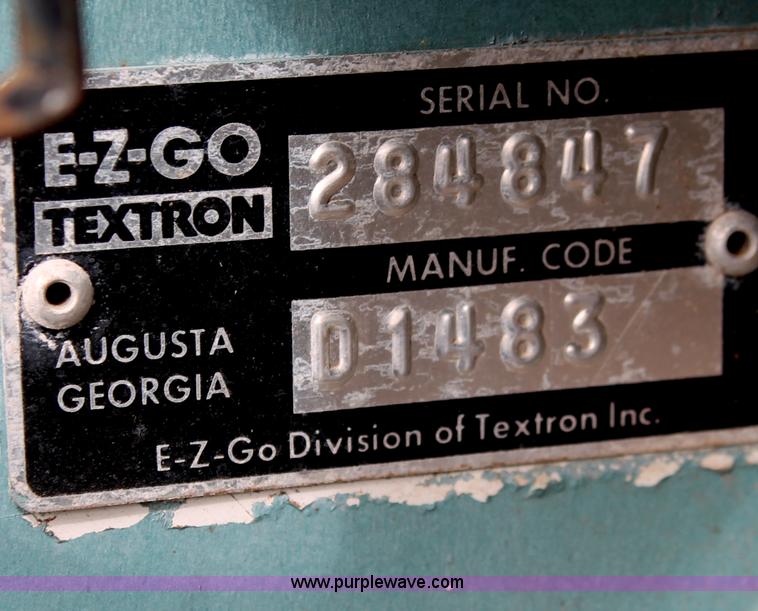 SERIAL NO.
E-Z-GO
284847
TEXTRON
MANUF. CODE
D1483
AUGUSTA
GEORGIA
E-Z-Go Division of Textron Inc.
www.purplewave.com